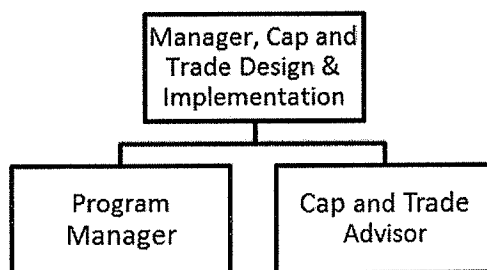 Manager, Cap and
Trade Design &
Implementation
Program
Manager
Cap and Trade
Advisor